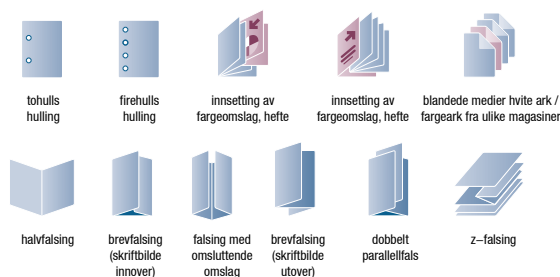 tohulls
hulling
firehulls
hulling
innsetting av
fargeomslag, hefte
innsetting av
fargeomslag, hefte
blandede medier hvite ark /
fargeark fra ulike magasiner
halvfalsing
brevfalsing
(skriftbilde
innover)
falsing med
omsluttende
omslag
brevfalsing
(skriftbilde
utover)
dobbelt
parallellfals
z–falsing